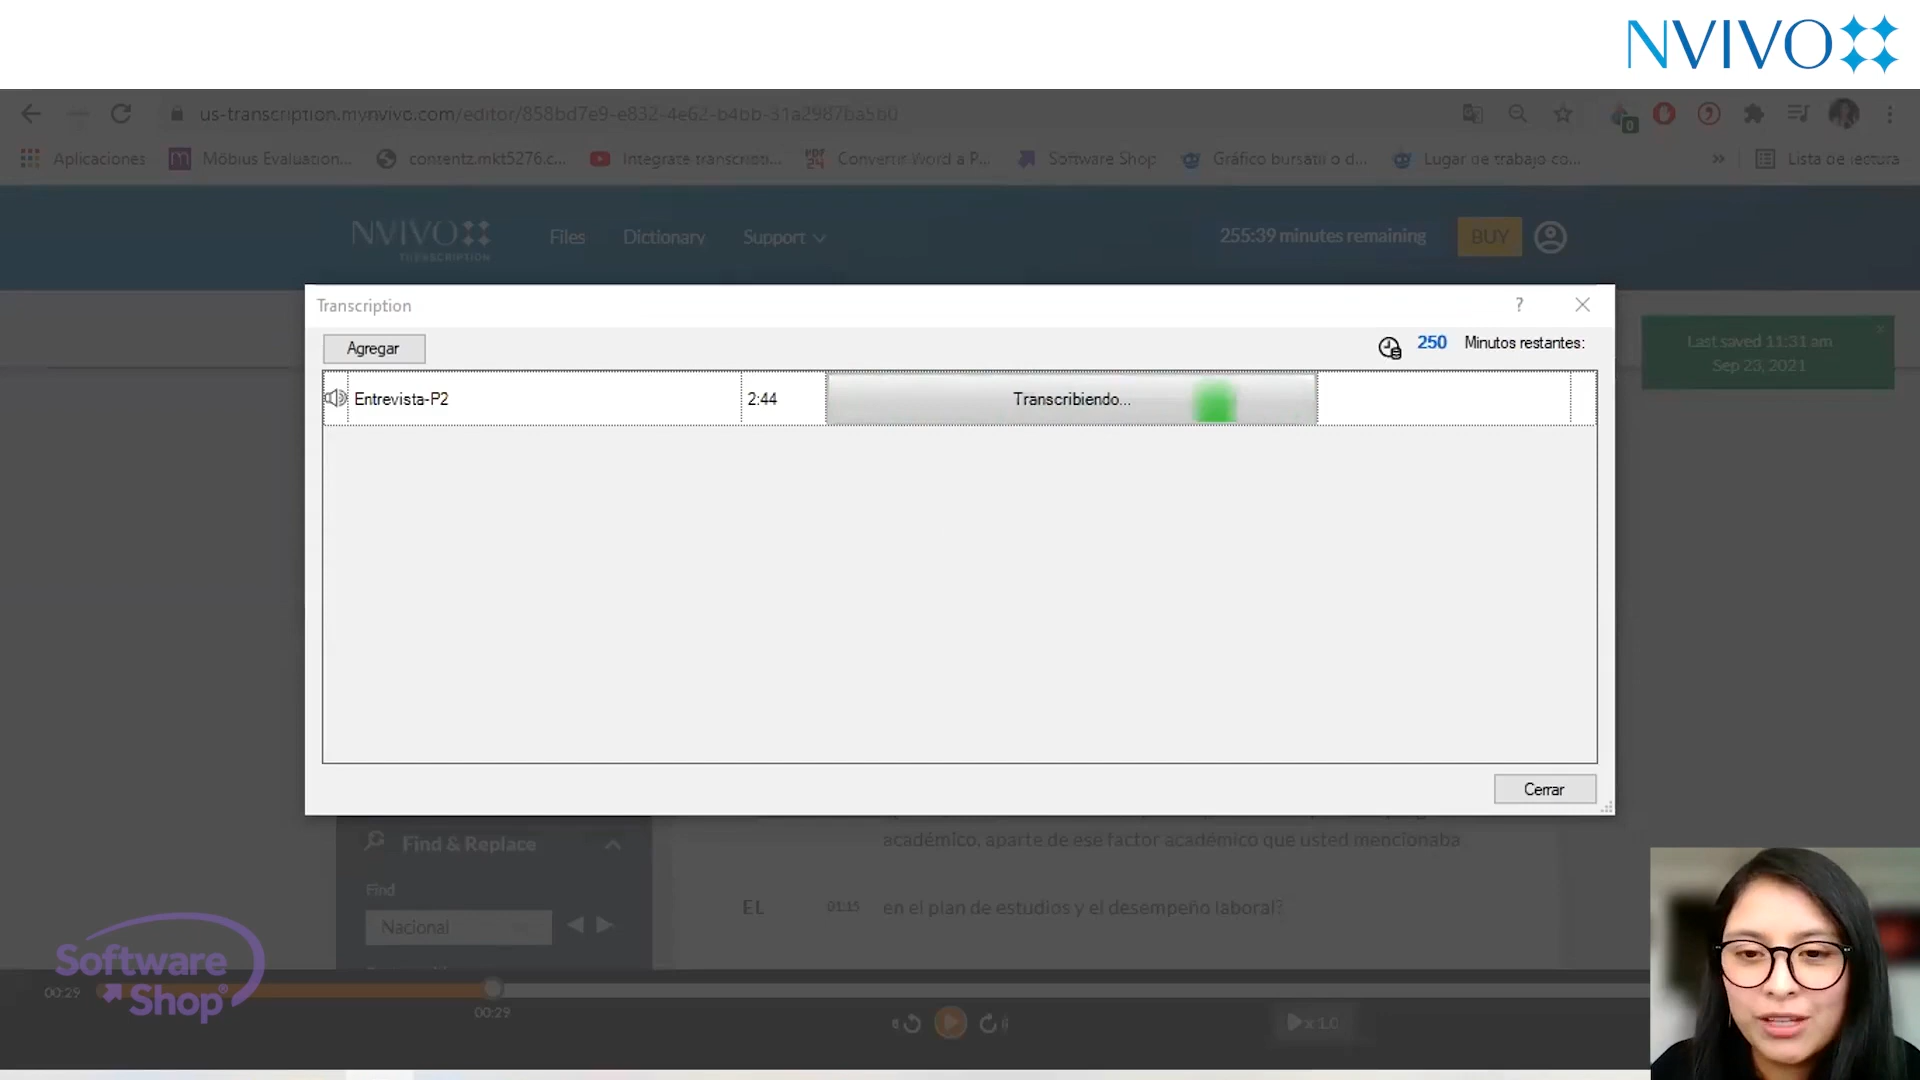 NVIVO
us-transcription.mynvivo.com/editor/858bd7e9-e832-4e62-b4bb-31a2987ba5b0
0
Aplicaciones
Möbius Evaluation...
contentz.mkt5276.c...
Integrate transcripti...
Convertir Word a P...
Software Shop
Gráfico bursatil o d...
Lugar de trabajo co...
»
Lista de lectura
NVIVO
TRANSCRIPTION
Files
Dictionary
Support
255:39 minutes remaining
BUY
Transcription
?
Agregar
250 Minutos restantes:
Last saved 11:31 am
Sep 23, 2021
Entrevista-P2
2:44
Transcribiendo...
Cerrar
Find & Replace
Find
Nacional
académico, aparte de ese factor académico que usted mencionaba
EL 01:15 en el plan de estudios y el desempeño laboral?
Software
Shop®
00:29
00:29
x 1.0